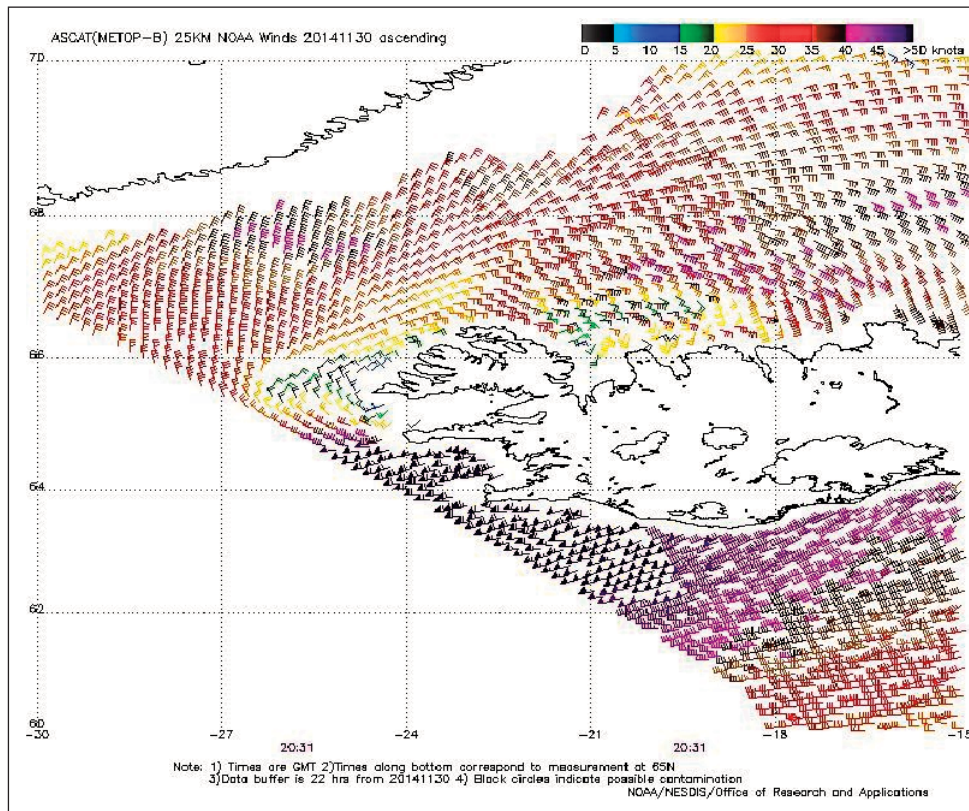 ASCAT(METOP-B) 25KM NOAA Winds 20141130 ascending
0 5 10 15 20 25 30 35 40 45 >50 knots
70
68
66
64
62
60
-30 -27 -24 -21 -18 -15
20:31 20:31
Note: 1) Times are GMT 2)Times along bottom correspond to measurement at 65N
3)Data buffer is 22 hrs from 20141130 4) Black circles indicate possible contamination
NOAA/NESDIS/Office of Research and Applications